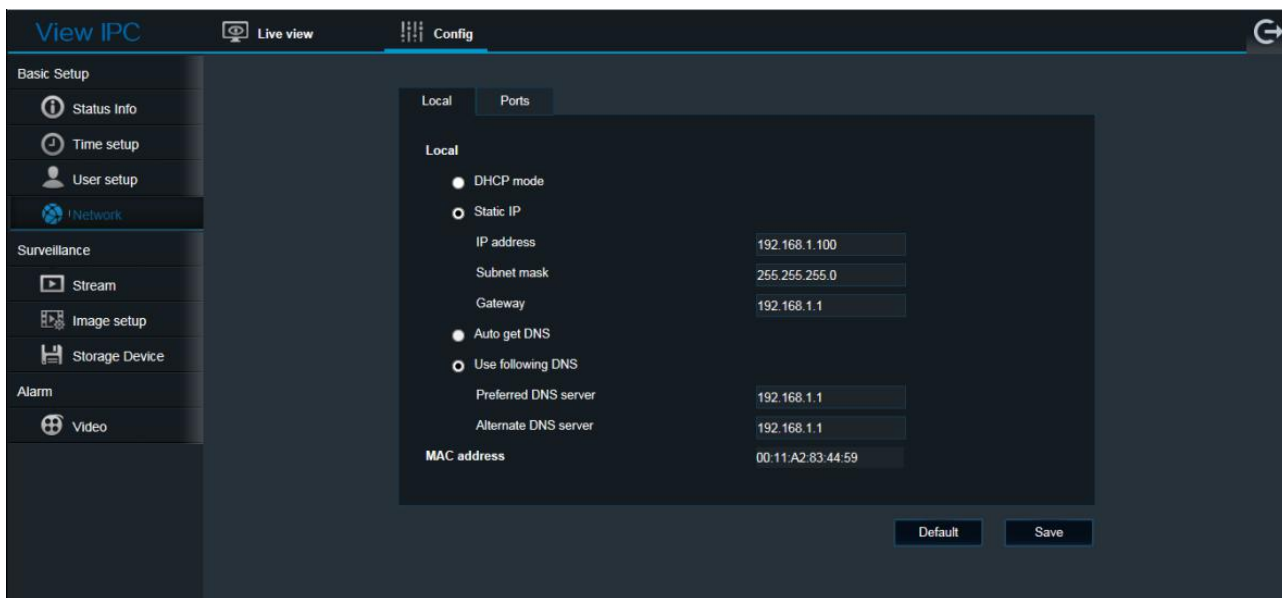 View IPC
Live view
Config
Basic Setup
Status Info
Time setup
User setup
Network
Surveillance
Stream
Image setup
Storage Device
Alarm
Video
Local
Ports
Local
DHCP mode
Static IP
IP address 192.168.1.100
Subnet mask 255.255.255.0
Gateway 192.168.1.1
Auto get DNS
Use following DNS
Preferred DNS server 192.168.1.1
Alternate DNS server 192.168.1.1
MAC address 00:11:A2:83:44:59
Default
Save